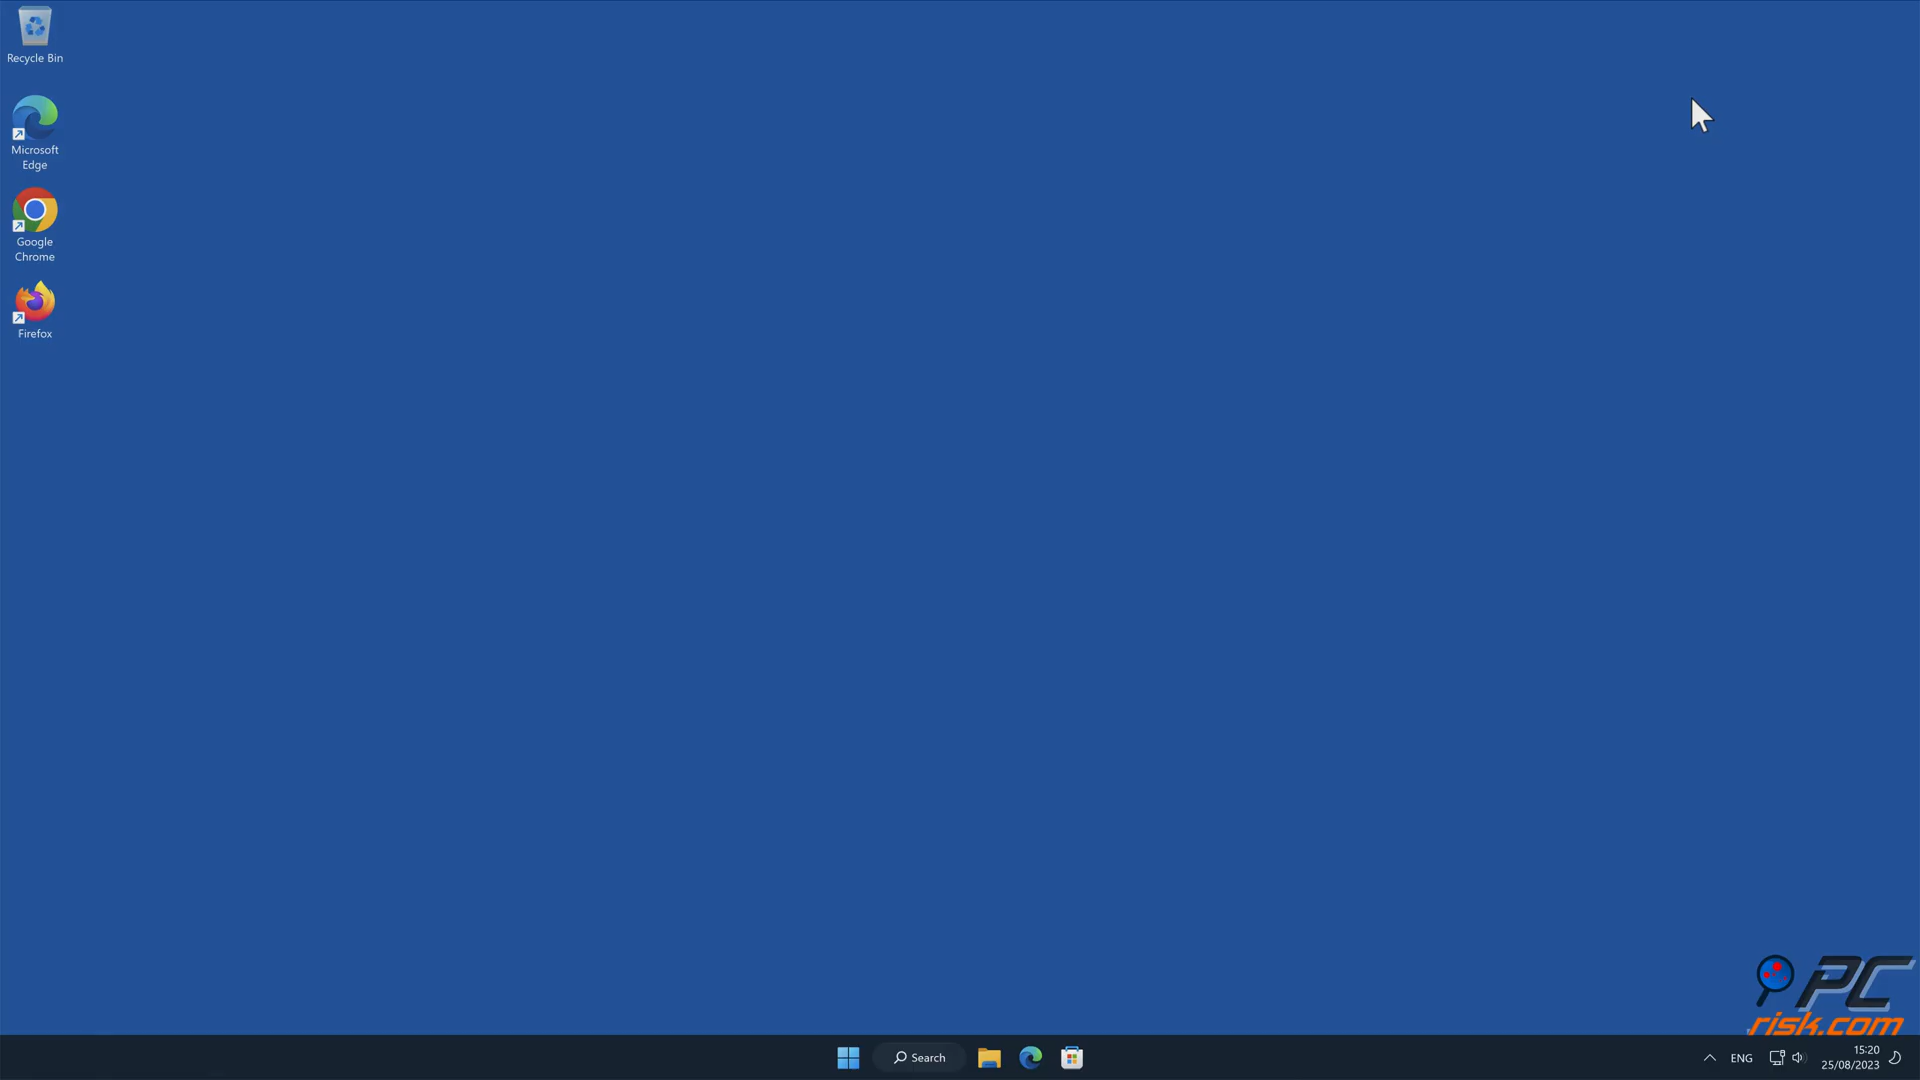 Recycle Bin
Microsoft
Edge
Google
Chrome
Firefox
PC
risk.com
Search
ENG
15:20
25/08/2023